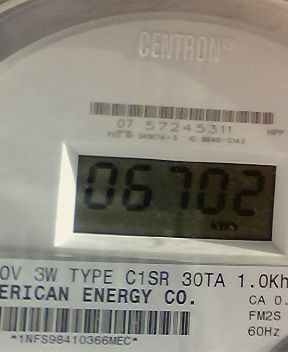 CENTRON®
07 57245311
HPP
06702
kWh
0V 3W TYPE C1SR 30TA 1.0Kh
ERICAN ENERGY CO.
CA 0.
FM2S
60Hz
*1NFS98410366MEC*